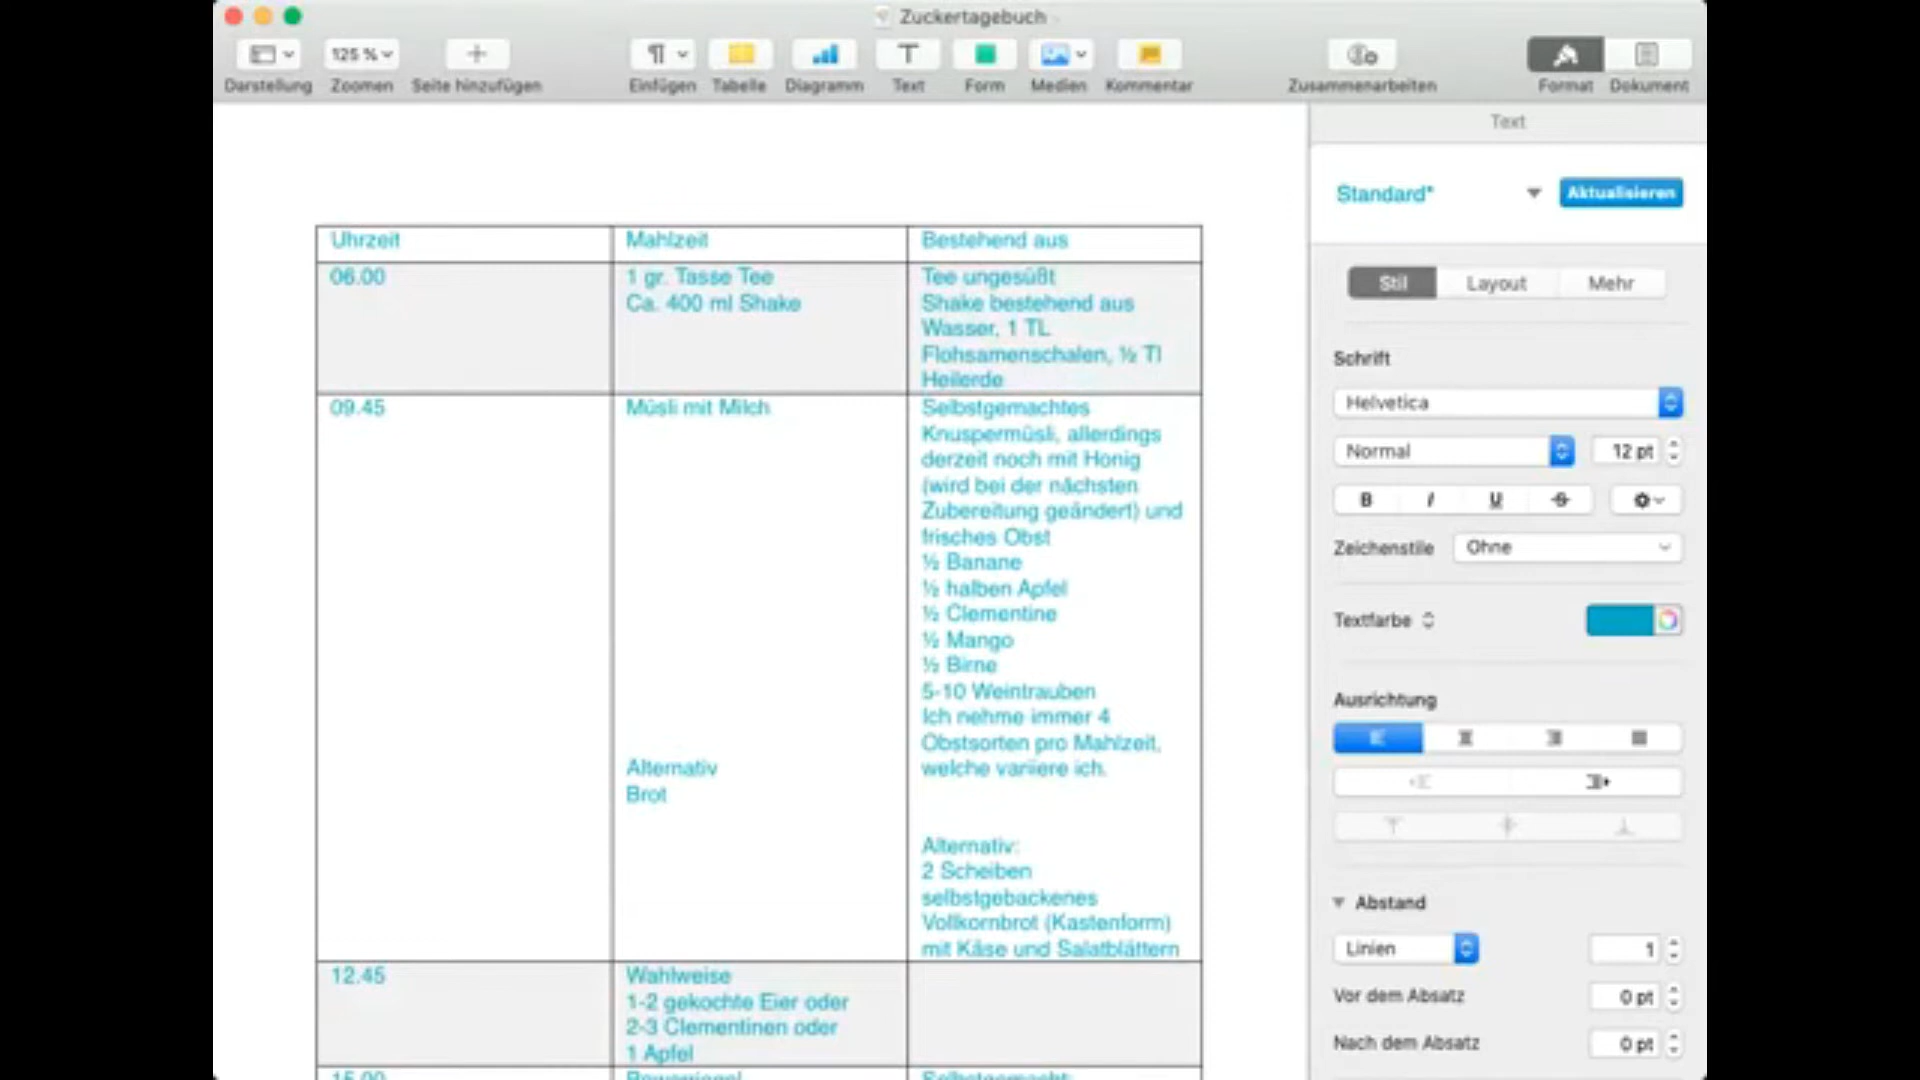 Zuckertagebuch
125 %
Darstellung Zoomen Seite hinzufügen Einfügen Tabelle Diagramm Text Form Medien Kommentar Zusammenarbeiten Format Dokument
Text
Standard* Aktualisieren
Stil Layout Mehr
Schrift
Helvetica
Normal 12 pt
B I U S
Zeichenstile Ohne
Textfarbe
Ausrichtung
Abstand
Linien 1
Vor dem Absatz 0 pt
Nach dem Absatz 0 pt
Uhrzeit Mahlzeit Bestehend aus
06.00
1 gr. Tasse Tee
Ca. 400 ml Shake
Tee ungesüßt
Shake bestehend aus
Wasser, 1 TL
Flohsamenschalen, ½ Tl
Heilerde
09.45
Müsli mit Milch
Alternativ
Brot
Selbstgemachtes
Knuspermüsli, allerdings
derzeit noch mit Honig
(wird bei der nächsten
Zubereitung geändert) und
frisches Obst
½ Banane
½ halben Apfel
½ Clementine
½ Mango
½ Birne
5-10 Weintrauben
Ich nehme immer 4
Obstsorten pro Mahlzeit,
welche variiere ich.
Alternativ:
2 Scheiben
selbstgebackenes
Vollkornbrot (Kastenform)
mit Käse und Salatblättern
12.45
Wahlweise
1-2 gekochte Eier oder
2-3 Clementinen oder
1 Apfel
15.00
Selbstgemacht: